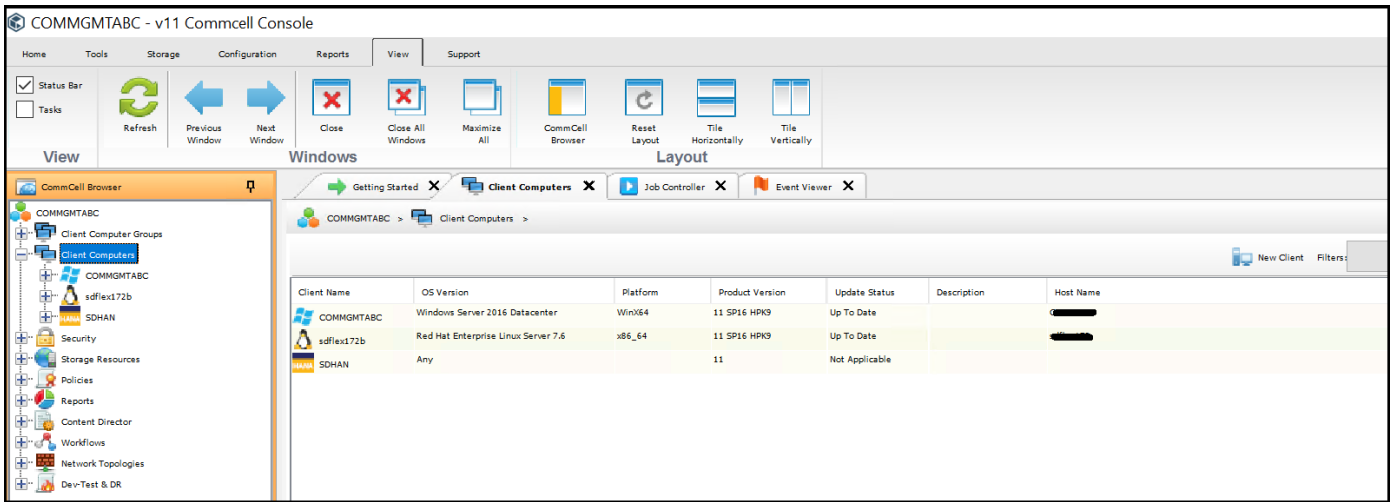 COMMGMTABC - v11 Commcell Console
Home Tools Storage Configuration Reports View Support
Status Bar
Tasks
Refresh
Previous Window
Next Window
Close
Close All Windows
Maximize All
CommCell Browser
Reset Layout
Tile Horizontally
Tile Vertically
View Windows Layout
CommCell Browser
Getting Started Client Computers Job Controller Event Viewer
COMMGMTABC
Client Computer Groups
Client Computers
COMMGMTABC
sdflex172b
SDHAN
Security
Storage Resources
Policies
Reports
Content Director
Workflows
Network Topologies
Dev-Test & DR
COMMGMTABC > Client Computers >
New Client Filters:
Client Name OS Version Platform Product Version Update Status Description Host Name
COMMGMTABC Windows Server 2016 Datacenter WinX64 11 SP16 HPK9 Up To Date
sdflex172b Red Hat Enterprise Linux Server 7.6 x86_64 11 SP16 HPK9 Up To Date
HANA SDHAN Any 11 Not Applicable